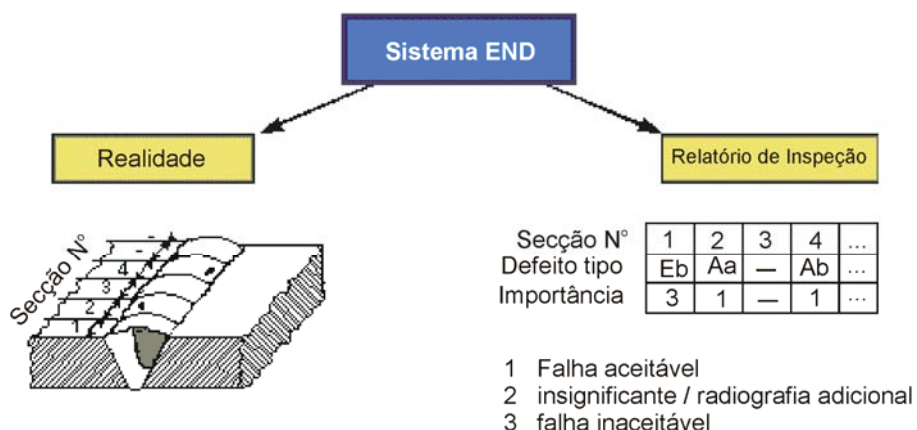 Sistema END
Realidade
Relatório de Inspeção
Secção N°
1
2
3
4
-
Secção N° 1 2 3 4 ...
Defeito tipo Eb Aa — Ab ...
Importância 3 1 — 1 ...
1 Falha aceitável
2 insignificante / radiografia adicional
3 falha inaceitável